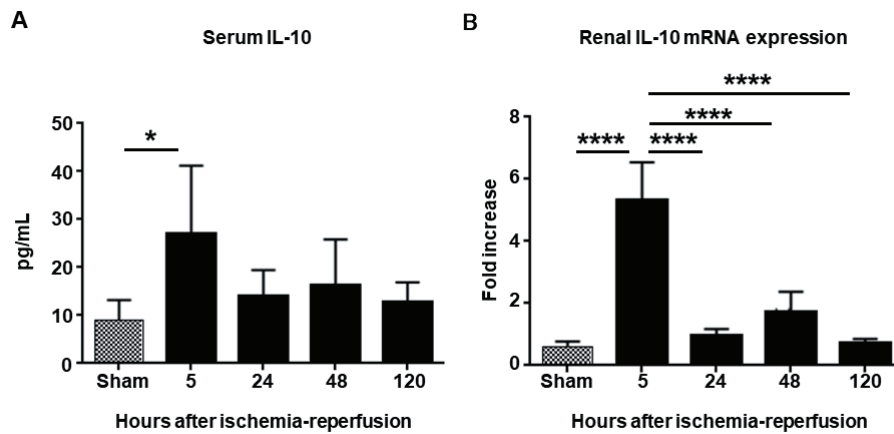 A
Serum IL-10
50
40
30
20
10
0
pg/mL
*
Sham 5 24 48 120
Hours after ischemia-reperfusion
B
Renal IL-10 mRNA expression
8
6
4
2
0
Fold increase
****
****
**** ****
Sham 5 24 48 120
Hours after ischemia-reperfusion